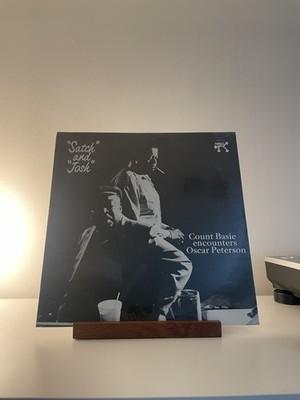 "Satch"
and
"Josh"
Count Basie
encounters
Oscar Peterson